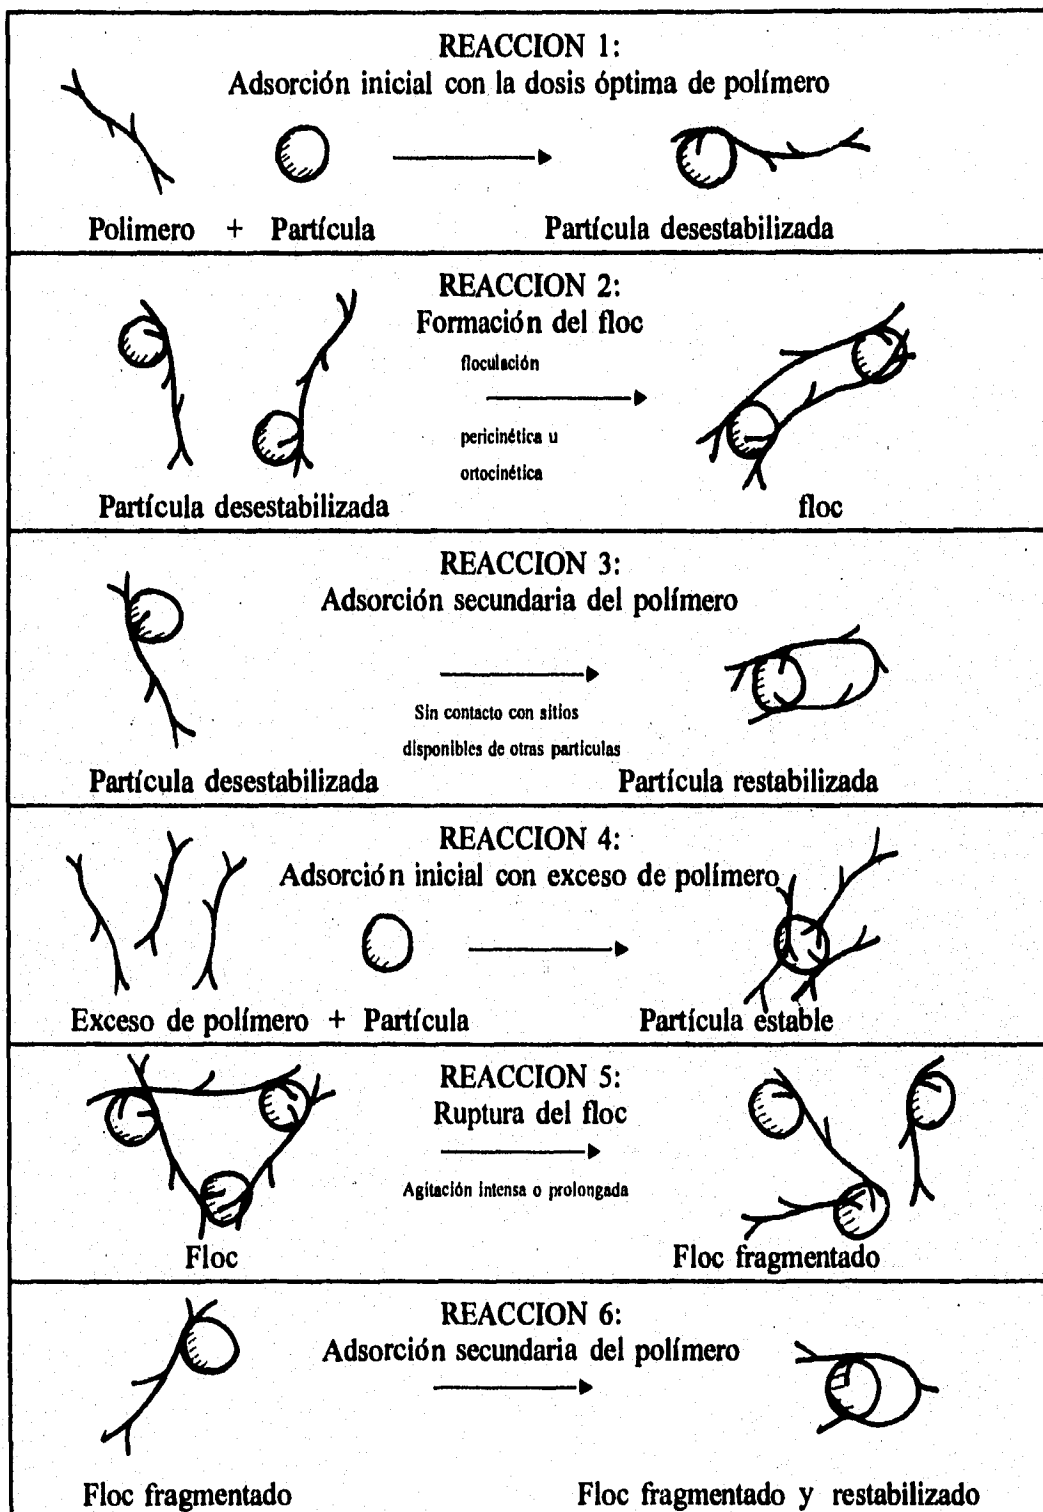 REACCION 1:
Adsorción inicial con la dosis óptima de polímero
Polimero + Partícula
Partícula desestabilizada
REACCION 2:
Formación del floc
floculación
pericinética u
ortocinética
Partícula desestabilizada
floc
REACCION 3:
Adsorción secundaria del polímero
Sin contacto con sitios
disponibles de otras particulas
Partícula desestabilizada
Partícula restabilizada
REACCION 4:
Adsorción inicial con exceso de polímero
Exceso de polímero + Partícula
Partícula estable
REACCION 5:
Ruptura del floc
Agitación intensa o prolongada
Floc
Floc fragmentado
REACCION 6:
Adsorción secundaria del polímero
Floc fragmentado
Floc fragmentado y restabilizado